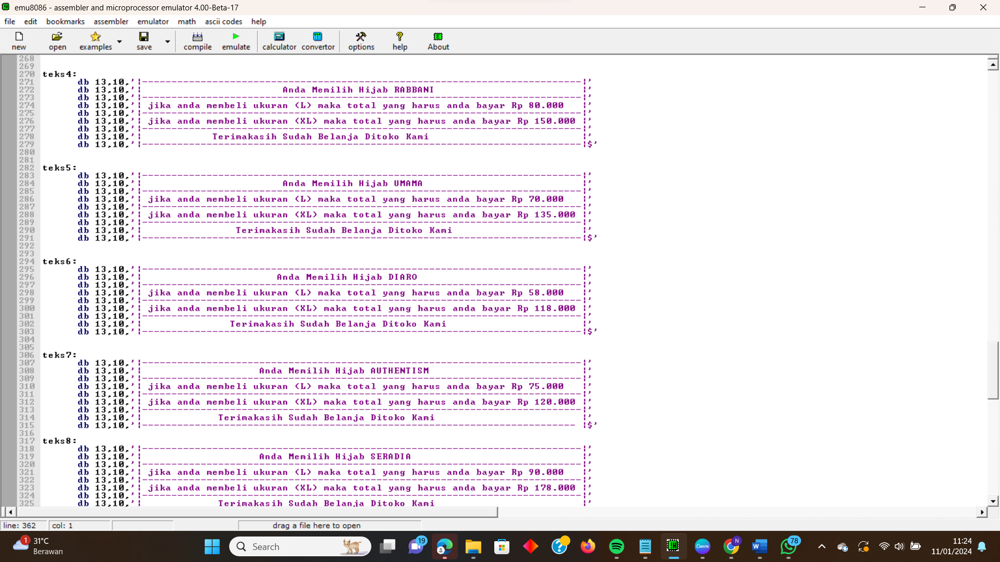 emu8086 - assembler and microprocessor emulator 4.00-Beta-17
file edit bookmarks assembler emulator math ascii codes help
new open examples save compile emulate calculator convertor options help About
268
269
270 teks4:
271 db 13,10,'|---------------------------------------------------------------------------|'
272 db 13,10,'| Anda Memilih Hijab RABBANI |'
273 db 13,10,'|---------------------------------------------------------------------------|'
274 db 13,10,'| jika anda membeli ukuran (L) maka total yang harus anda bayar Rp 80.000 |'
275 db 13,10,'|---------------------------------------------------------------------------|'
276 db 13,10,'| jika anda membeli ukuran (XL) maka total yang harus anda bayar Rp 150.000 |'
277 db 13,10,'|---------------------------------------------------------------------------|'
278 db 13,10,'| Terimakasih Sudah Belanja Ditoko Kami |'
279 db 13,10,'|---------------------------------------------------------------------------|$'
280
281
282 teks5:
283 db 13,10,'|---------------------------------------------------------------------------|'
284 db 13,10,'| Anda Memilih Hijab UMAMA |'
285 db 13,10,'|---------------------------------------------------------------------------|'
286 db 13,10,'| jika anda membeli ukuran (L) maka total yang harus anda bayar Rp 70.000 |'
287 db 13,10,'|---------------------------------------------------------------------------|'
288 db 13,10,'| jika anda membeli ukuran (XL) maka total yang harus anda bayar Rp 135.000 |'
289 db 13,10,'|---------------------------------------------------------------------------|'
290 db 13,10,'| Terimakasih Sudah Belanja Ditoko Kami |'
291 db 13,10,'|---------------------------------------------------------------------------|$'
292
293
294 teks6:
295 db 13,10,'|---------------------------------------------------------------------------|'
296 db 13,10,'| Anda Memilih Hijab DIARO |'
297 db 13,10,'|---------------------------------------------------------------------------|'
298 db 13,10,'| jika anda membeli ukuran (L) maka total yang harus anda bayar Rp 58.000 |'
299 db 13,10,'|---------------------------------------------------------------------------|'
300 db 13,10,'| jika anda membeli ukuran (XL) maka total yang harus anda bayar Rp 118.000 |'
301 db 13,10,'|---------------------------------------------------------------------------|'
302 db 13,10,'| Terimakasih Sudah Belanja Ditoko Kami |'
303 db 13,10,'|---------------------------------------------------------------------------|$'
304
305
306 teks7:
307 db 13,10,'|---------------------------------------------------------------------------|'
308 db 13,10,'| Anda Memilih Hijab AUTHENTISM |'
309 db 13,10,'|---------------------------------------------------------------------------|'
310 db 13,10,'| jika anda membeli ukuran (L) maka total yang harus anda bayar Rp 75.000 |'
311 db 13,10,'|---------------------------------------------------------------------------|'
312 db 13,10,'| jika anda membeli ukuran (XL) maka total yang harus anda bayar Rp 120.000 |'
313 db 13,10,'|---------------------------------------------------------------------------|'
314 db 13,10,'| Terimakasih Sudah Belanja Ditoko Kami |'
315 db 13,10,'|-------------------------------------------------------------------------- |$'
316
317 teks8:
318 db 13,10,'|---------------------------------------------------------------------------|'
319 db 13,10,'| Anda Memilih Hijab SERADIA |'
320 db 13,10,'|---------------------------------------------------------------------------|'
321 db 13,10,'| jika anda membeli ukuran (L) maka total yang harus anda bayar Rp 90.000 |'
322 db 13,10,'|---------------------------------------------------------------------------|'
323 db 13,10,'| jika anda membeli ukuran (XL) maka total yang harus anda bayar Rp 178.000 |'
324 db 13,10,'|---------------------------------------------------------------------------|'
325 db 13,10,'| Terimakasih Sudah Belanja Ditoko Kami |'
line: 362 col: 1 drag a file here to open
1 31°C
Berawan
Search
19
Canva
N
W
78
11:24
11/01/2024